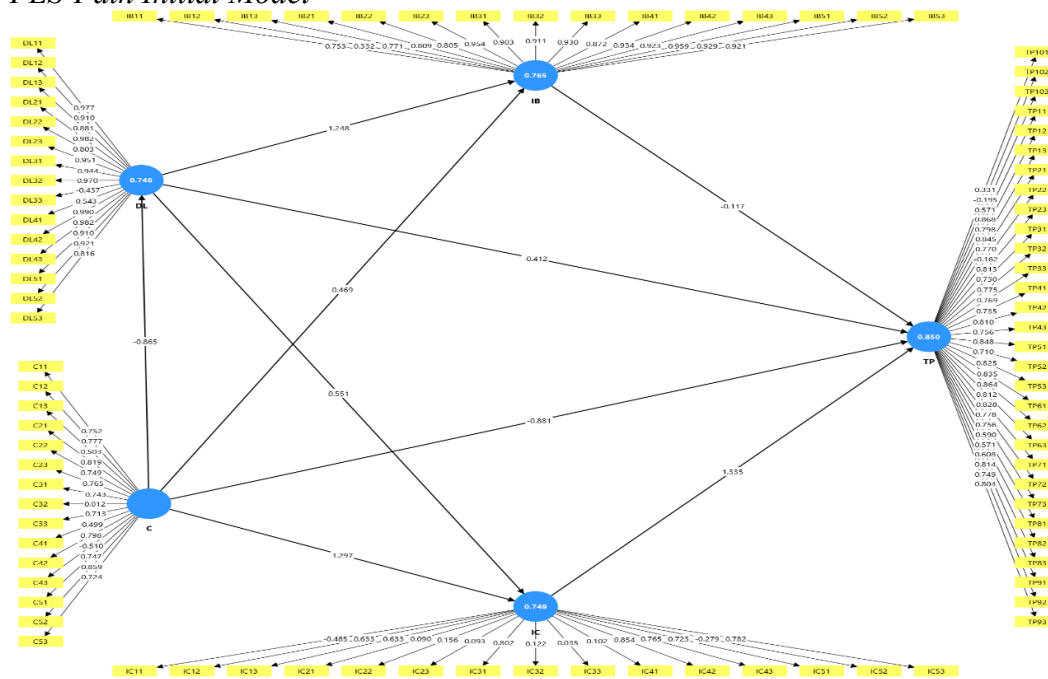 PLS Path Initial Model
IB11 IB12 IB13 IB21 IB22 IB23 IB31 IB32 IB33 IB41 IB42 IB43 IB51 IB52 IB53
0.753 0.332 0.771 0.809 0.805 0.954 0.903 0.911 0.930 0.872 0.934 0.923 0.959 0.929 0.921
0.765
IB
DL11
DL12
DL13
DL21
DL22
DL23
DL31
DL32
DL33
DL41
DL42
DL43
DL51
DL52
DL53
0.977
0.910
0.881
0.982
0.803
0.951
0.944
0.970
-0.437
0.543
0.990
0.982
0.910
0.921
0.816
0.748
DL
1.248
-0.117
0.412
0.469
-0.865
0.551
-0.881
1.297
1.335
C11
C12
C13
C21
C22
C23
C31
C32
C33
C41
C42
C43
C51
C52
C53
0.752
0.777
0.503
0.819
0.749
0.765
0.743
0.012
0.713
0.499
0.798
-0.510
0.747
0.859
0.724
C
0.331
-0.195
0.571
0.868
0.798
0.845
0.770
-0.162
0.813
0.730
0.775
0.769
0.735
0.810
0.756
0.848
0.710
0.825
0.835
0.864
0.812
0.828
0.778
0.756
0.590
0.571
0.608
0.814
0.749
0.804
0.850
TP
TP101
TP102
TP103
TP11
TP12
TP13
TP21
TP22
TP23
TP31
TP32
TP33
TP41
TP42
TP43
TP51
TP52
TP53
TP61
TP62
TP63
TP71
TP72
TP73
TP81
TP82
TP83
TP91
TP92
TP93
0.749
IC
-0.485 0.633 0.633 0.090 0.156 0.093 0.802 0.122 0.035 0.102 0.854 0.765 0.723 -0.279 0.782
IC11 IC12 IC13 IC21 IC22 IC23 IC31 IC32 IC33 IC41 IC42 IC43 IC51 IC52 IC53